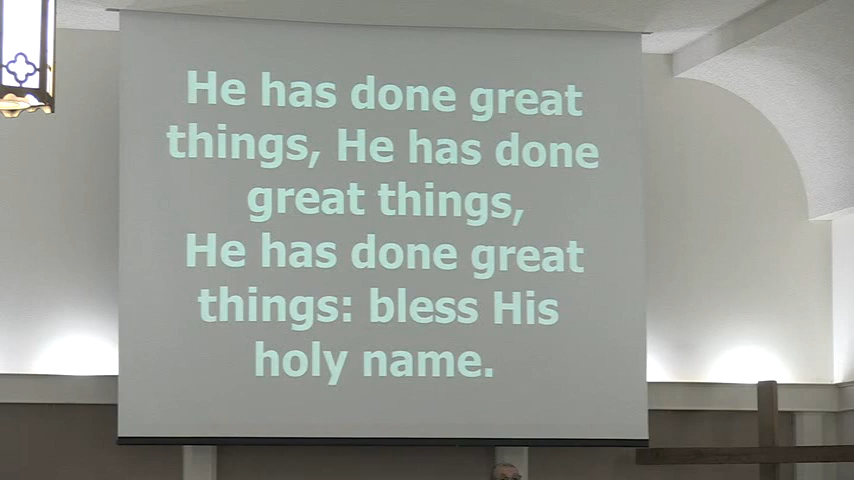 He has done great
things, He has done
great things,
He has done great
things: bless His
holy name.